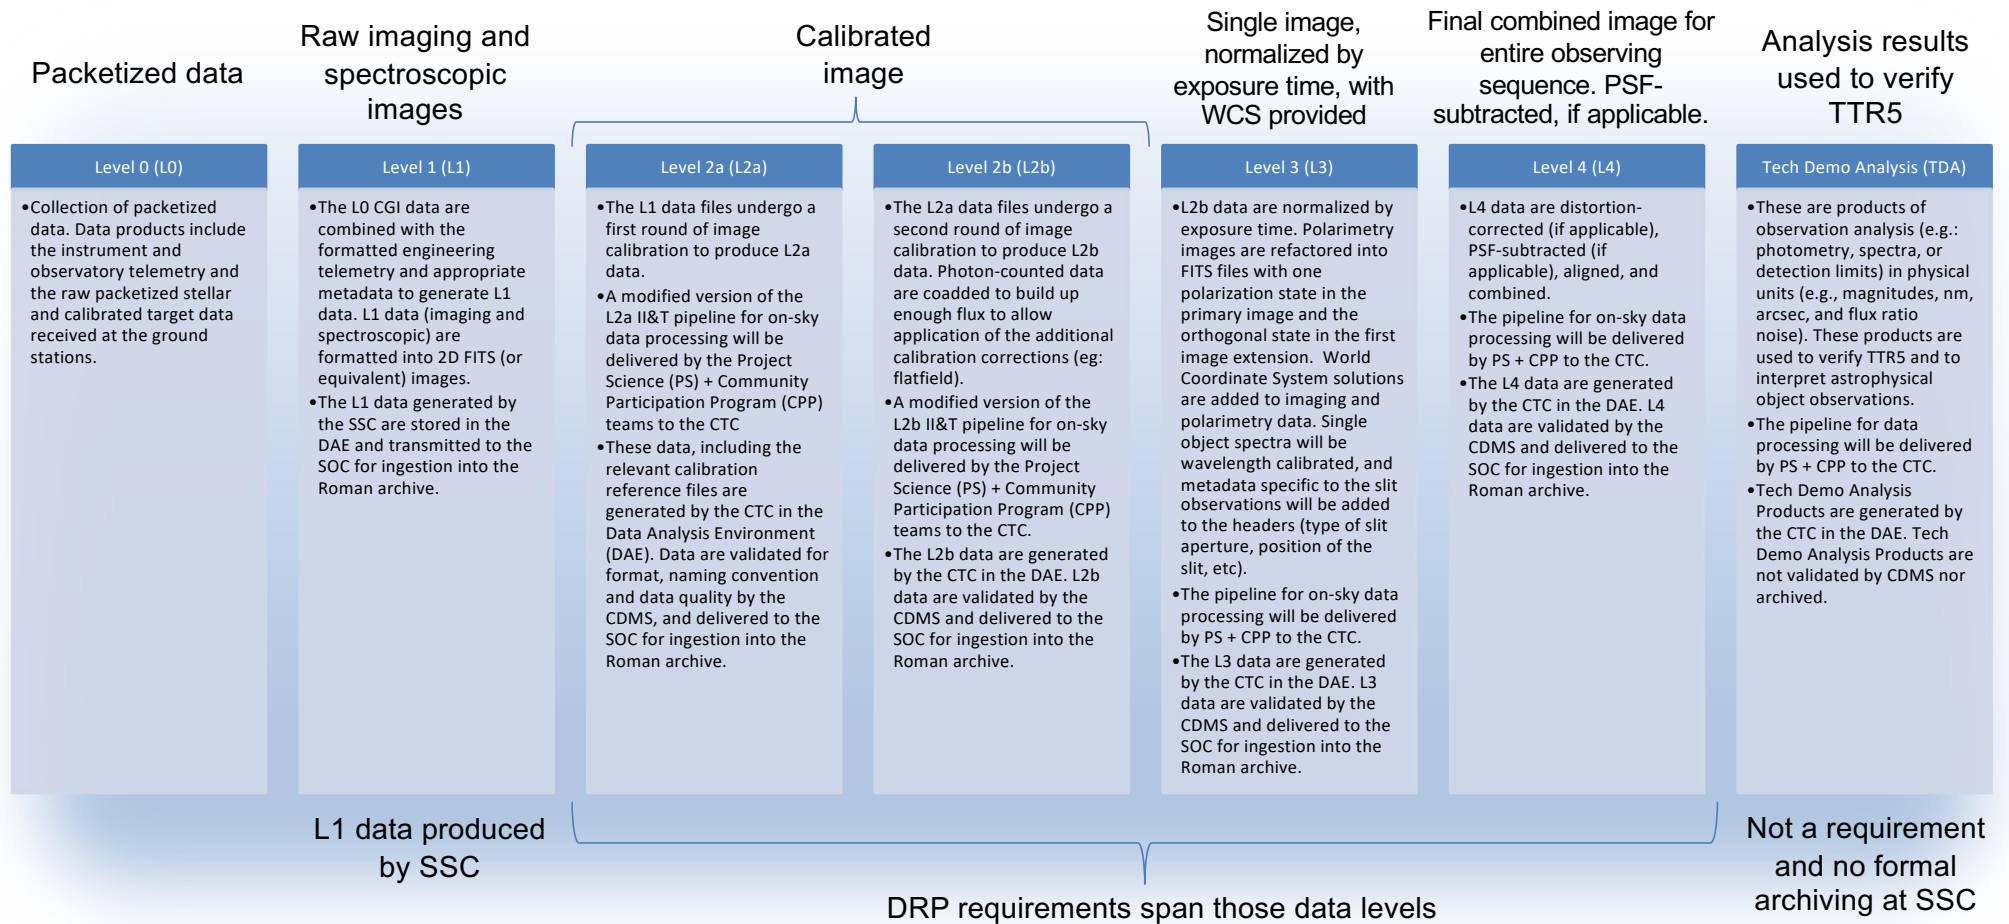 Packetized data
Raw imaging and
spectroscopic
images
Calibrated
image
Single image,
normalized by
exposure time, with
WCS provided
Final combined image for
entire observing
sequence. PSF-
subtracted, if applicable.
Analysis results
used to verify
TTR5
Level 0 (L0)
•Collection of packetized
data. Data products include
the instrument and
observatory telemetry and
the raw packetized stellar
and calibrated target data
received at the ground
stations.
Level 1 (L1)
•The L0 CGI data are
combined with the
formatted engineering
telemetry and appropriate
metadata to generate L1
data. L1 data (imaging and
spectroscopic) are
formatted into 2D FITS (or
equivalent) images.
•The L1 data generated by
the SSC are stored in the
DAE and transmitted to the
SOC for ingestion into the
Roman archive.
Level 2a (L2a)
•The L1 data files undergo a
first round of image
calibration to produce L2a
data.
•A modified version of the
L2a II&T pipeline for on-sky
data processing will be
delivered by the Project
Science (PS) + Community
Participation Program (CPP)
teams to the CTC
•These data, including the
relevant calibration
reference files are
generated by the CTC in the
Data Analysis Environment
(DAE). Data are validated for
format, naming convention
and data quality by the
CDMS, and delivered to the
SOC for ingestion into the
Roman archive.
Level 2b (L2b)
•The L2a data files undergo a
second round of image
calibration to produce L2b
data. Photon-counted data
are coadded to build up
enough flux to allow
application of the additional
calibration corrections (eg:
flatfield).
•A modified version of the
L2b II&T pipeline for on-sky
data processing will be
delivered by the Project
Science (PS) + Community
Participation Program (CPP)
teams to the CTC.
•The L2b data are generated
by the CTC in the DAE. L2b
data are validated by the
CDMS and delivered to the
SOC for ingestion into the
Roman archive.
Level 3 (L3)
•L2b data are normalized by
exposure time. Polarimetry
images are refactored into
FITS files with one
polarization state in the
primary image and the
orthogonal state in the first
image extension. World
Coordinate System solutions
are added to imaging and
polarimetry data. Single
object spectra will be
wavelength calibrated, and
metadata specific to the slit
observations will be added
to the headers (type of slit
aperture, position of the
slit, etc).
•The pipeline for on-sky data
processing will be delivered
by PS + CPP to the CTC.
•The L3 data are generated
by the CTC in the DAE. L3
data are validated by the
CDMS and delivered to the
SOC for ingestion into the
Roman archive.
Level 4 (L4)
•L4 data are distortion-
corrected (if applicable),
PSF-subtracted (if
applicable), aligned, and
combined.
•The pipeline for on-sky data
processing will be delivered
by PS + CPP to the CTC.
•The L4 data are generated
by the CTC in the DAE. L4
data are validated by the
CDMS and delivered to the
SOC for ingestion into the
Roman archive.
Tech Demo Analysis (TDA)
•These are products of
observation analysis (e.g.:
photometry, spectra, or
detection limits) in physical
units (e.g., magnitudes, nm,
arcsec, and flux ratio
noise). These products are
used to verify TTR5 and to
interpret astrophysical
object observations.
•The pipeline for data
processing will be delivered
by PS + CPP to the CTC.
•Tech Demo Analysis
Products are generated by
the CTC in the DAE. Tech
Demo Analysis Products are
not validated by CDMS nor
archived.
L1 data produced
by SSC
DRP requirements span those data levels
Not a requirement
and no formal
archiving at SSC